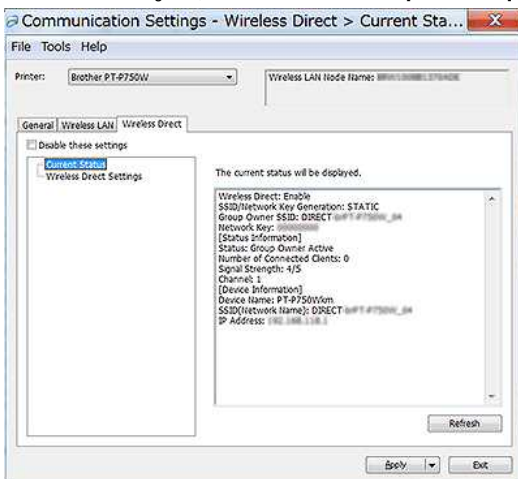 Communication Settings - Wireless Direct > Current Sta...
File Tools Help
Printer: Brother PT-P750W Wireless LAN Node Name:
General Wireless LAN Wireless Direct
Disable these settings
Current Status
Wireless Direct Settings
The current status will be displayed.
Wireless Direct: Enable
SSID/Network Key Generation: STATIC
Group Owner SSID: DIRECT
Network Key:
[Status Information]
Status: Group Owner Active
Number of Connected Clients: 0
Signal Strength: 4/5
Channel: 1
[Device Information]
Device Name: PT-P750Wkm
SSID(Network Name): DIRECT
IP Address:
Refresh
Apply Exit